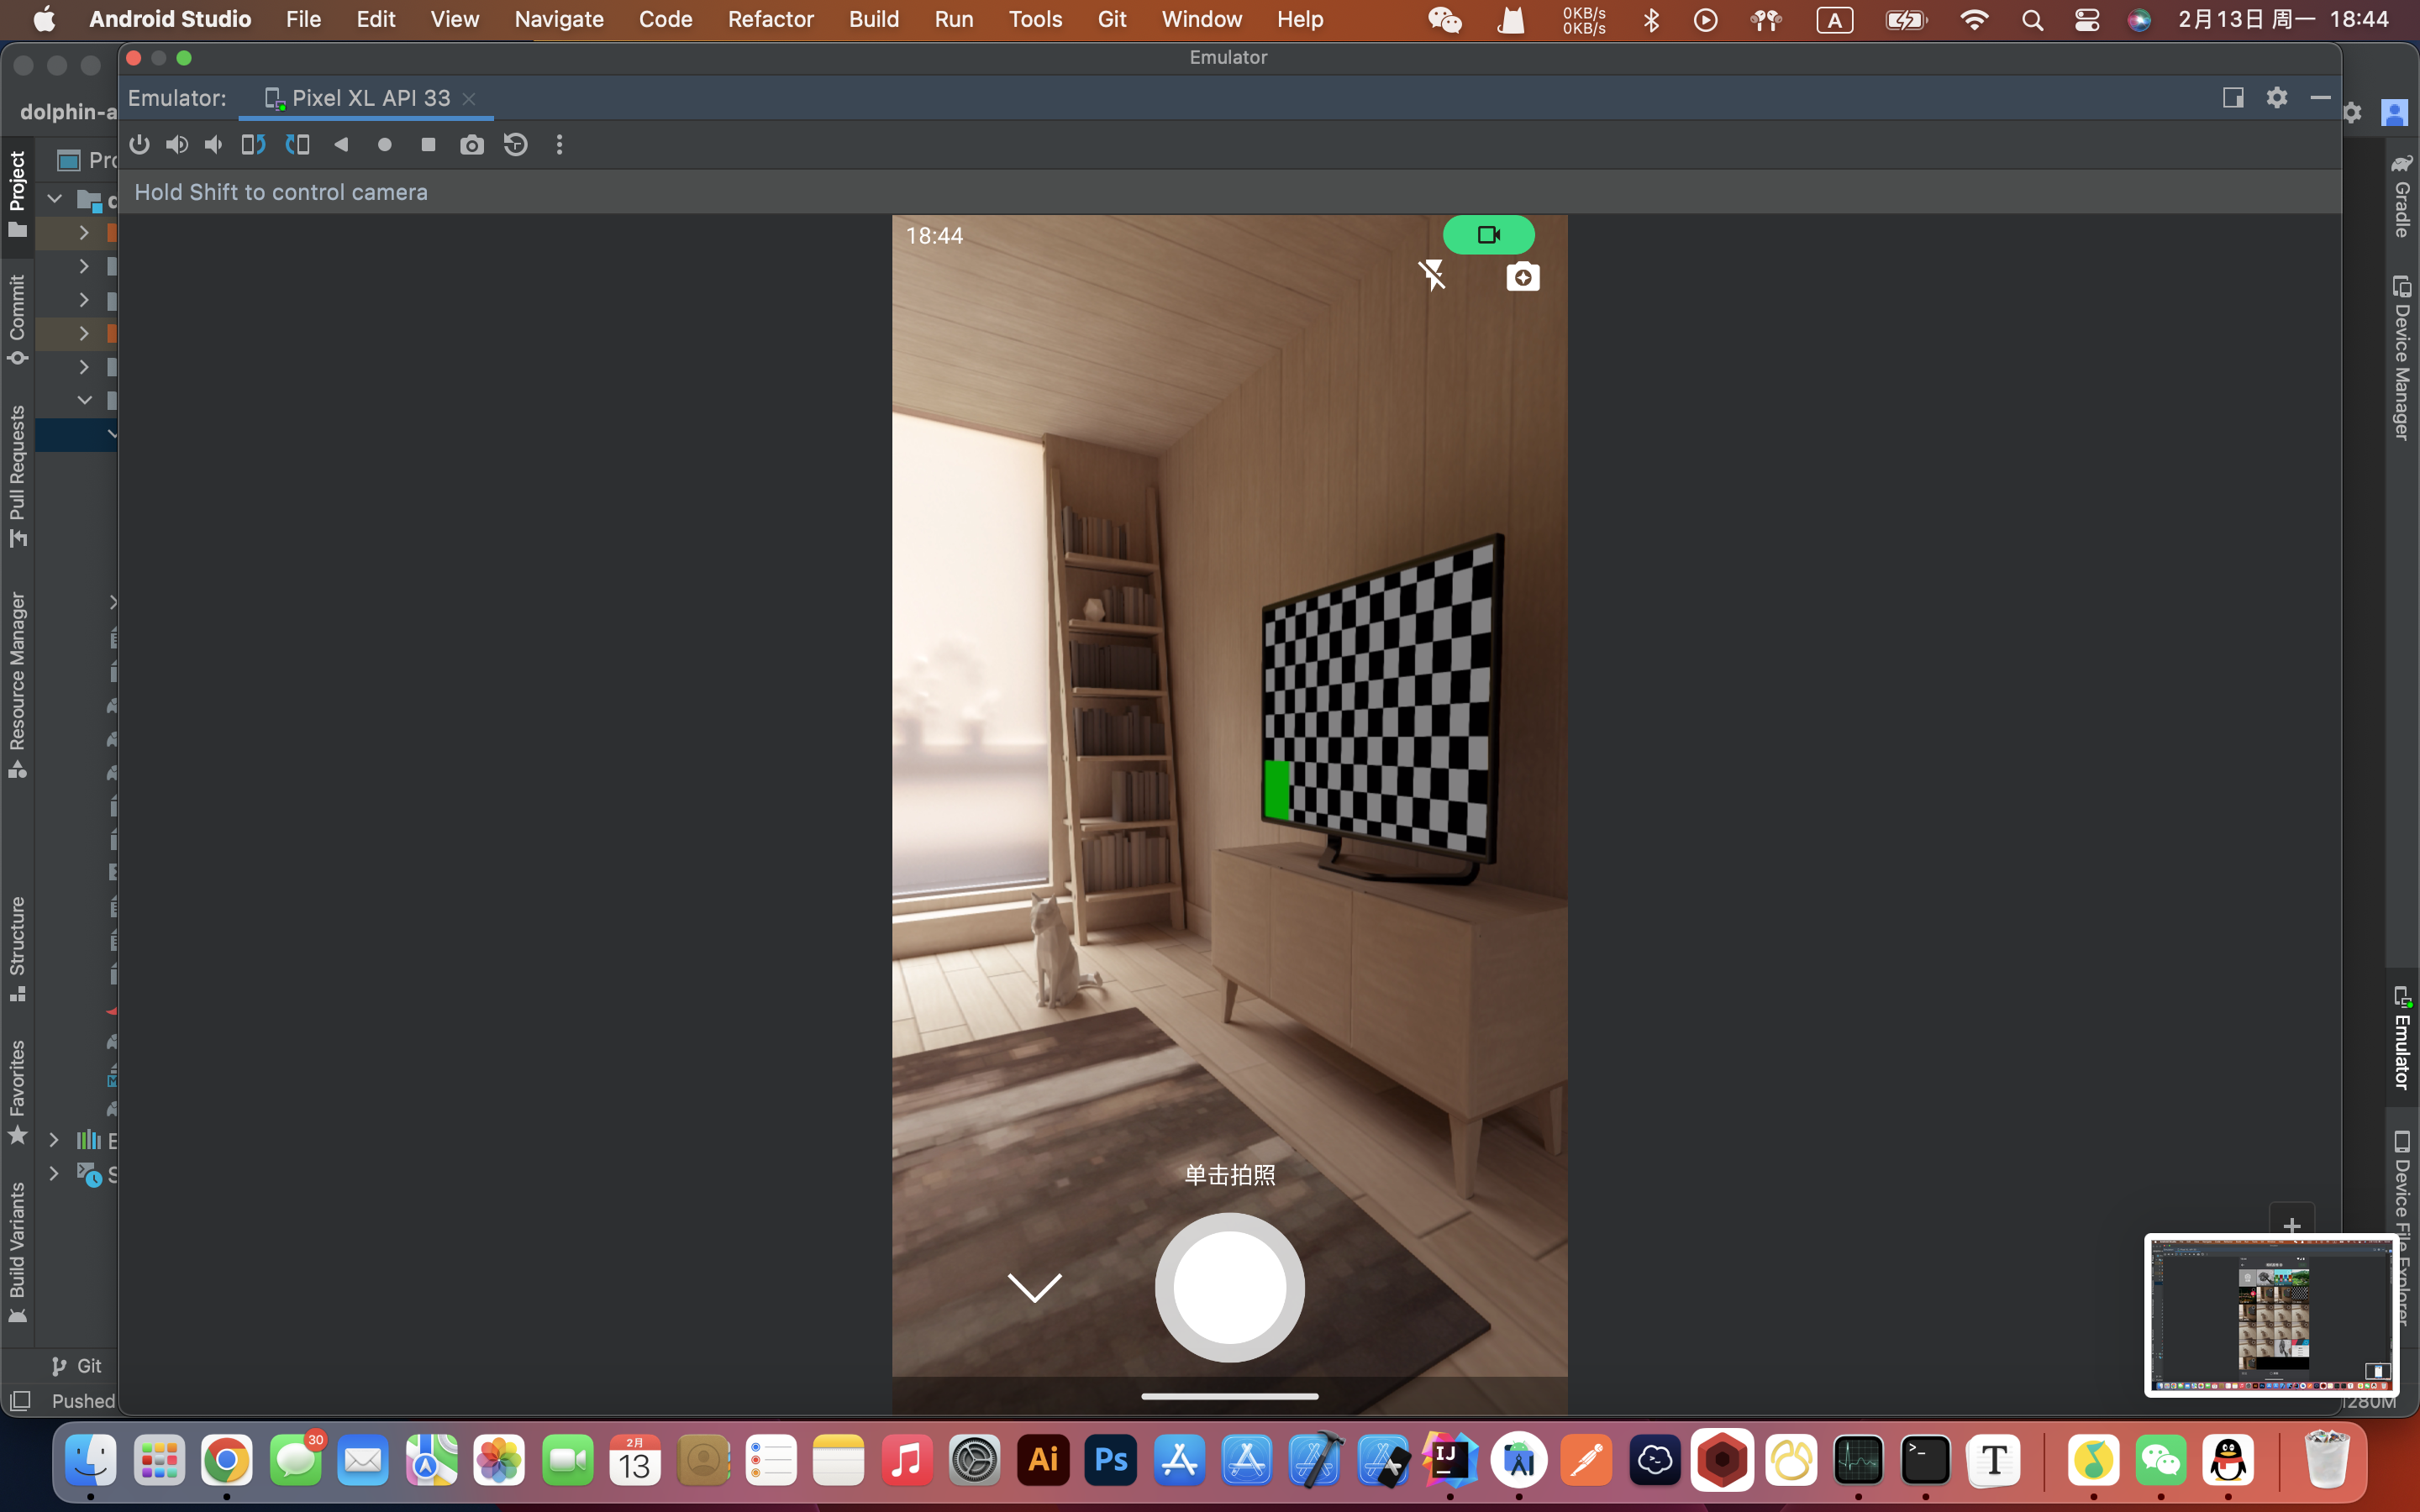 Android Studio File Edit View Navigate Code Refactor Build Run Tools Git Window Help
0KB/s
0KB/s
A
2月13日 周一 18:44
Emulator
dolphin-a
Emulator: Pixel XL API 33
Hold Shift to control camera
18:44
Project
Commit
Pull Requests
Resource Manager
Structure
Favorites
Build Variants
Gradle
Device Manager
Emulator
Device File Explorer
单击拍照
Git
Pushed
30
2月
13
Ai
Ps
IJ
T